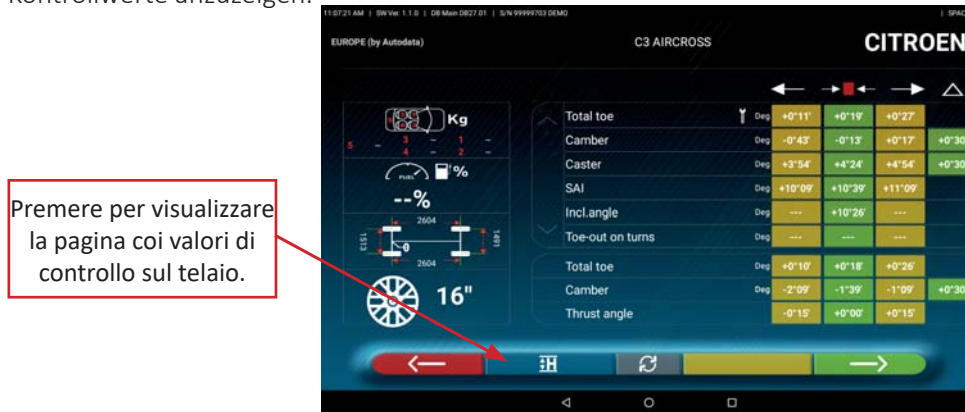 Kontrollwerte anzuzeigen.
11:07:21 AM | SW Ver: 1.1.0 | DB Main DB27.01 | S/N 99999703 DEMO | SPAC
EUROPE (by Autodata) C3 AIRCROSS CITROEN
Kg
5 - 3 - 1 -
4 - 2 -
FUEL %
--%
2604
1513 0 1491
2604
16"
Total toe Deg +0°11' +0°19' +0°27'
Camber Deg -0°43' -0°13' +0°17' +0°30
Caster Deg +3°54' +4°24' +4°54' +0°30
SAI Deg +10°09' +10°39' +11°09'
Incl.angle Deg --- +10°26' ---
Toe-out on turns Deg --- --- ---
Total toe Deg +0°10' +0°18' +0°26'
Camber Deg -2°09' -1°39' -1°09' +0°30
Thrust angle -0°15' +0°00' +0°15'
H
Premere per visualizzare
la pagina coi valori di
controllo sul telaio.